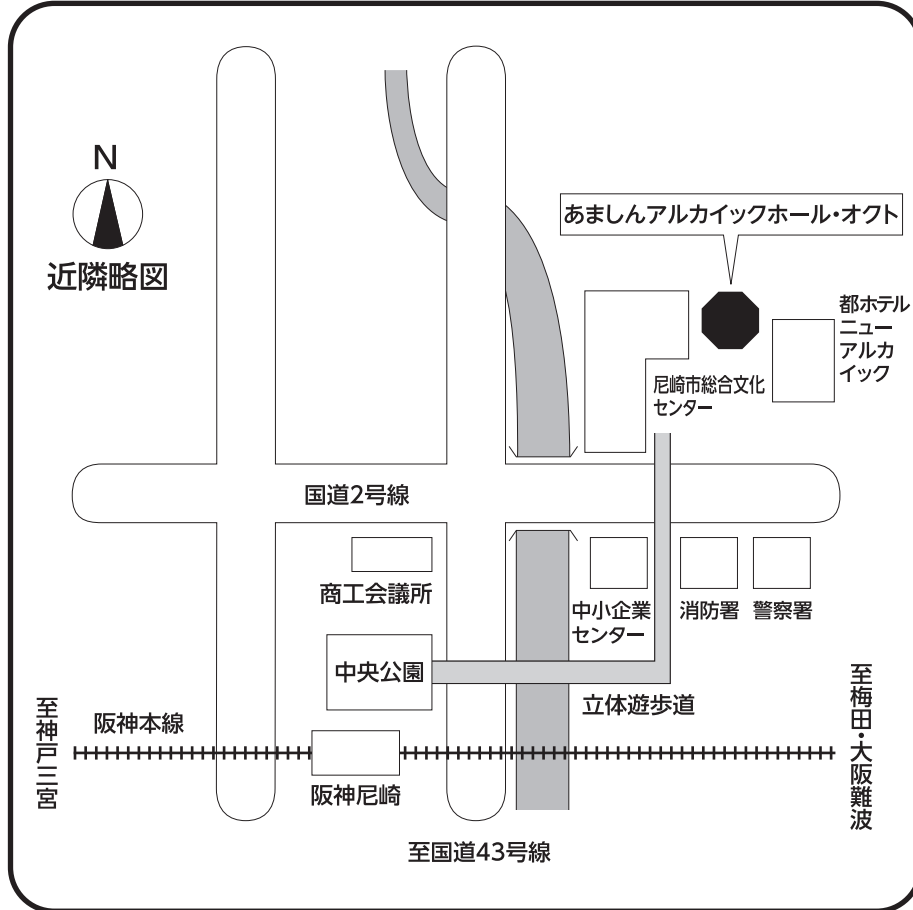 N
近隣略図
あましんアルカイックホール・オクト
都ホテル
ニュー
アルカ
イック
尼崎市総合文化
センター
国道2号線
商工会議所
中小企業
センター
消防署
警察署
中央公園
立体遊歩道
阪神本線
至神戸三宮
至梅田・大阪難波
阪神尼崎
至国道43号線